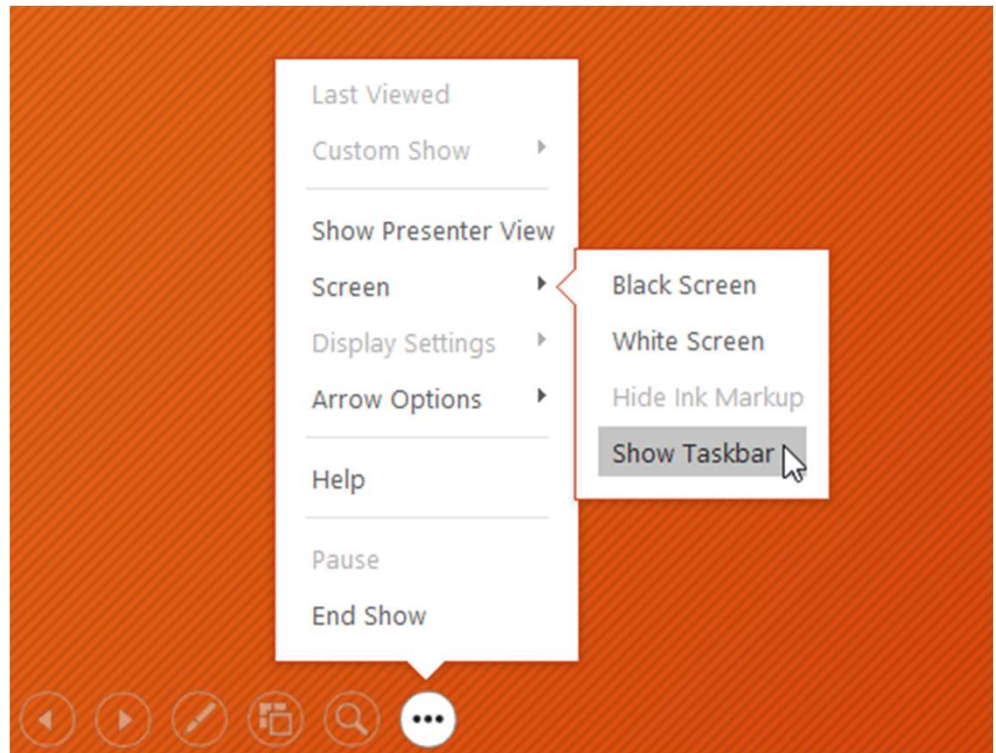 Last Viewed
Custom Show
Show Presenter View
Screen
Display Settings
Arrow Options
Help
Pause
End Show
Black Screen
White Screen
Hide Ink Markup
Show Taskbar